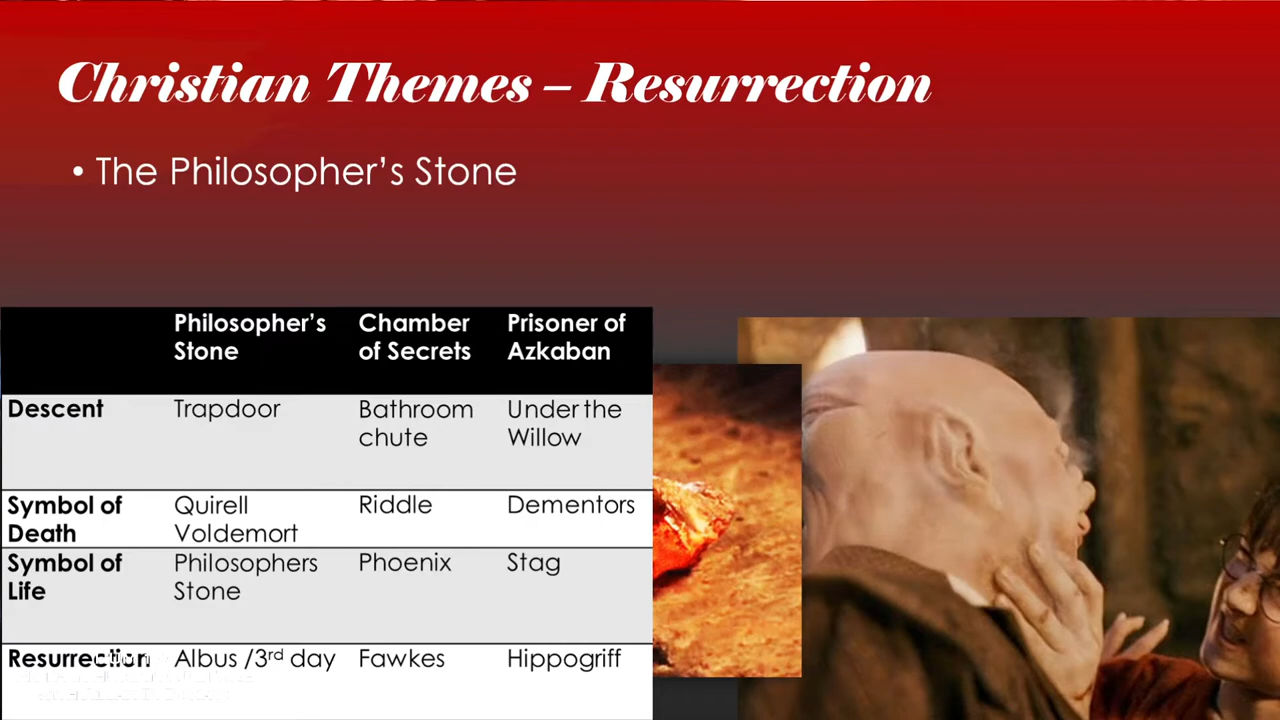 Christian Themes – Resurrection
• The Philosopher's Stone
Philosopher's Stone Chamber of Secrets Prisoner of Azkaban
Descent Trapdoor Bathroom chute Under the Willow
Symbol of Death Quirell Voldemort Riddle Dementors
Symbol of Life Philosophers Stone Phoenix Stag
Resurrection Albus /3rd day Fawkes Hippogriff